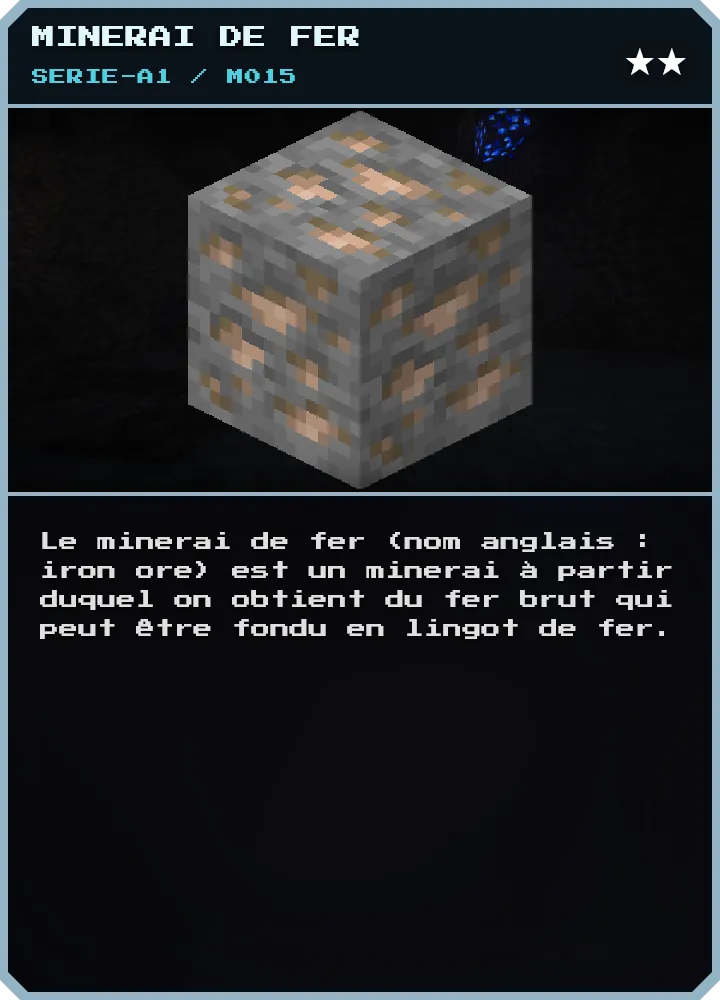 MINERAI DE FER
SERIE-A1 / M015
★★
Le minerai de fer (nom anglais :
iron ore) est un minerai à partir
duquel on obtient du fer brut qui
peut être fondu en lingot de fer.